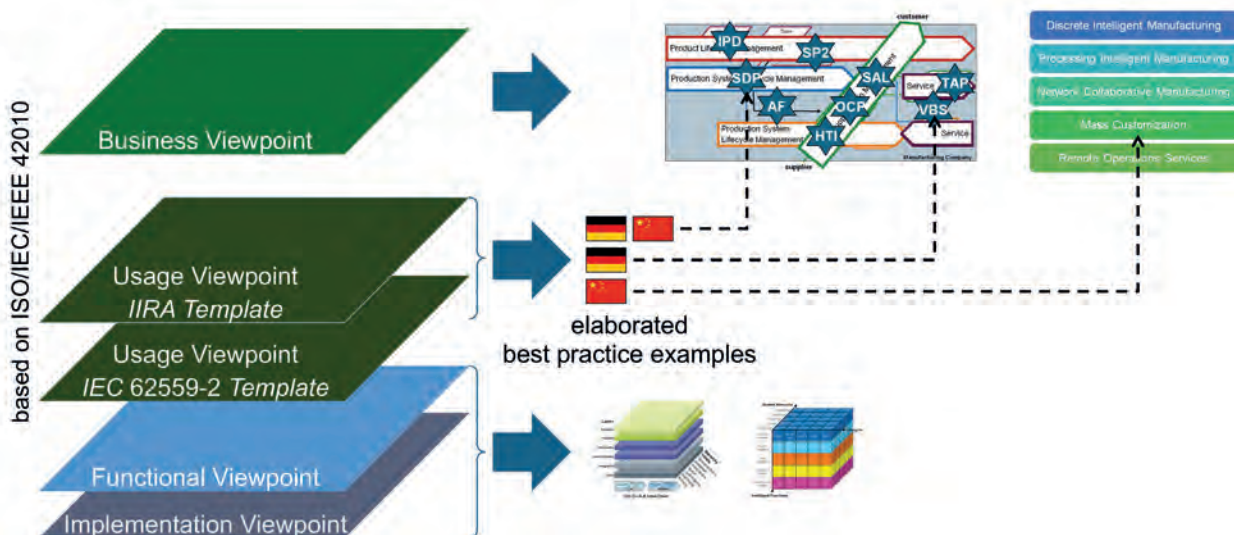 based on ISO/IEC/IEEE 42010
Business Viewpoint
Usage Viewpoint
IIRA Template
Usage Viewpoint
IEC 62559-2 Template
Functional Viewpoint
Implementation Viewpoint
elaborated
best practice examples
customer
IPD
SP2
Product
Management
SDP
SAL
Production
Management
Service
TAP
AF
OCP
VBS
HTI
Production System
Lifecycle Management
Service
supplier
Manufacturing Company
Discrete Intelligent Manufacturing
Processing Intelligent Manufacturing
Network Collaborative Manufacturing
Mass Customization
Remote Operations Services